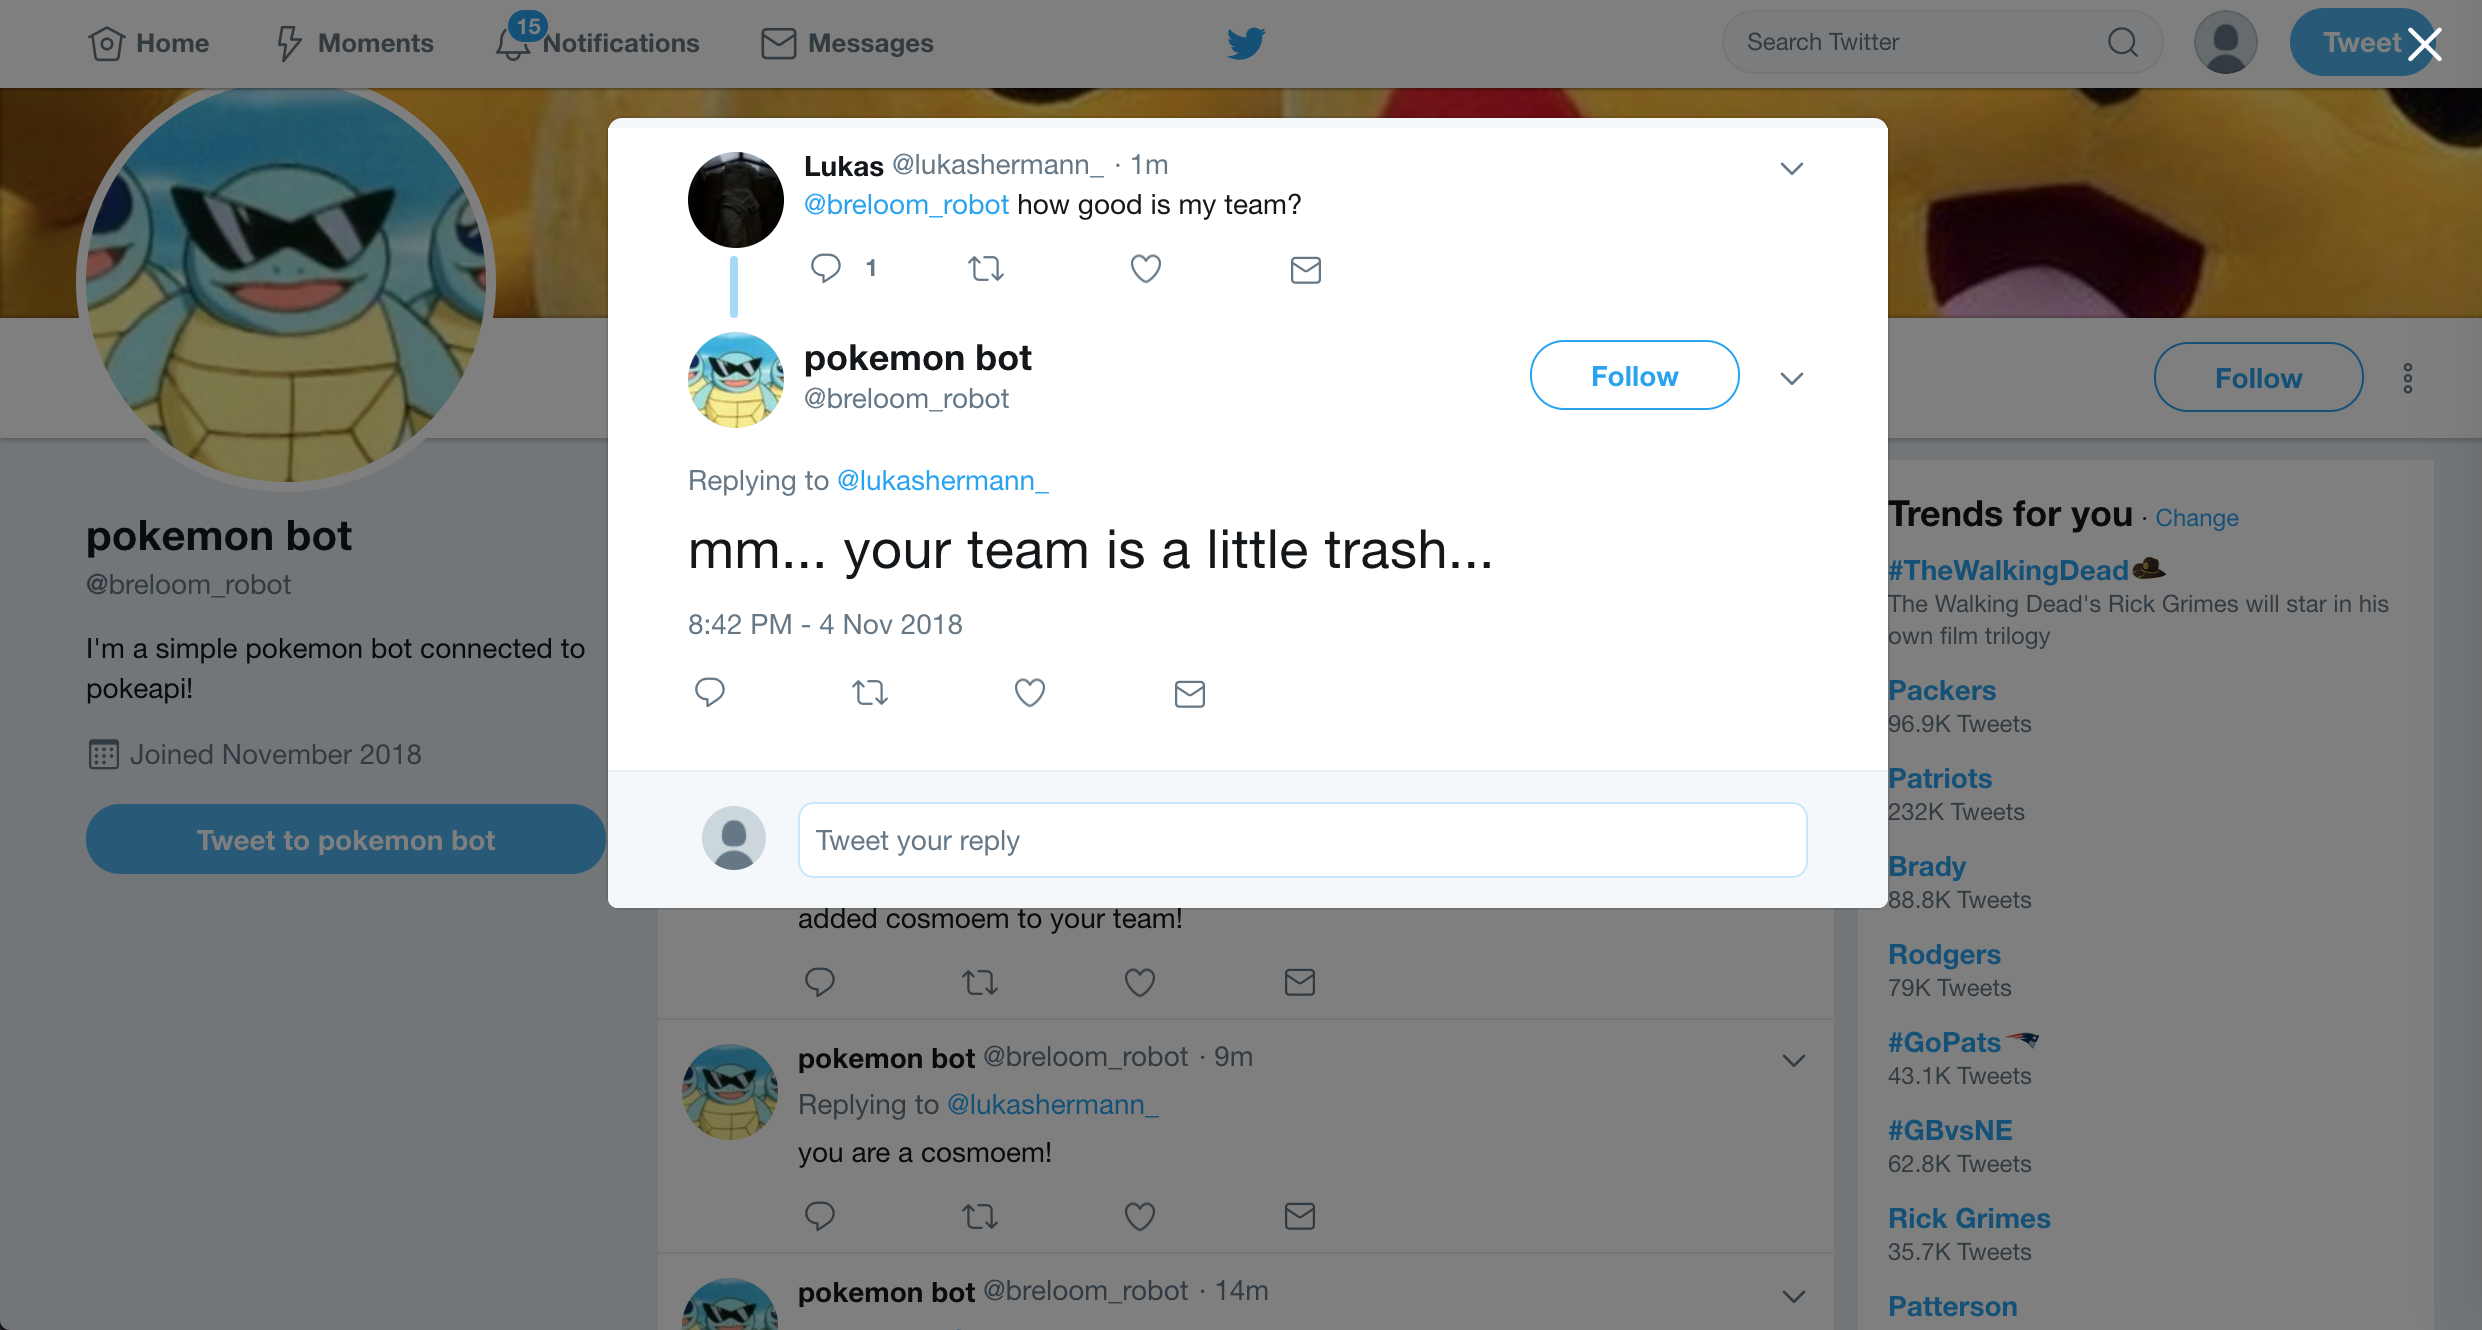 Home
Moments
15
Notifications
Messages
Search Twitter
Tweet
Lukas @lukashermann_ · 1m
@breloom_robot how good is my team?
1
pokemon bot
@breloom_robot
Follow
Replying to @lukashermann_
mm... your team is a little trash...
8:42 PM - 4 Nov 2018
Tweet your reply
Follow
pokemon bot
@breloom_robot
I'm a simple pokemon bot connected to
pokeapi!
Joined November 2018
Tweet to pokemon bot
added cosmoem to your team!
pokemon bot @breloom_robot · 9m
Replying to @lukashermann_
you are a cosmoem!
pokemon bot @breloom_robot · 14m
Trends for you · Change
#TheWalkingDead
The Walking Dead's Rick Grimes will star in his
own film trilogy
Packers
96.9K Tweets
Patriots
232K Tweets
Brady
88.8K Tweets
Rodgers
79K Tweets
#GoPats
43.1K Tweets
#GBvsNE
62.8K Tweets
Rick Grimes
35.7K Tweets
Patterson